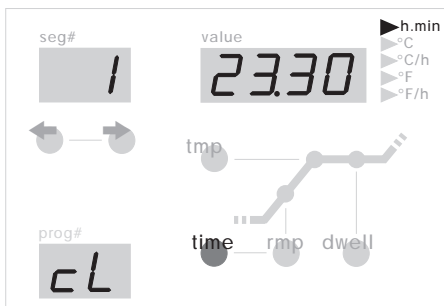 seg#
1
value
23.30
h.min
°C
°C/h
°F
°F/h
tmp
time rmp dwell
prog#
cL